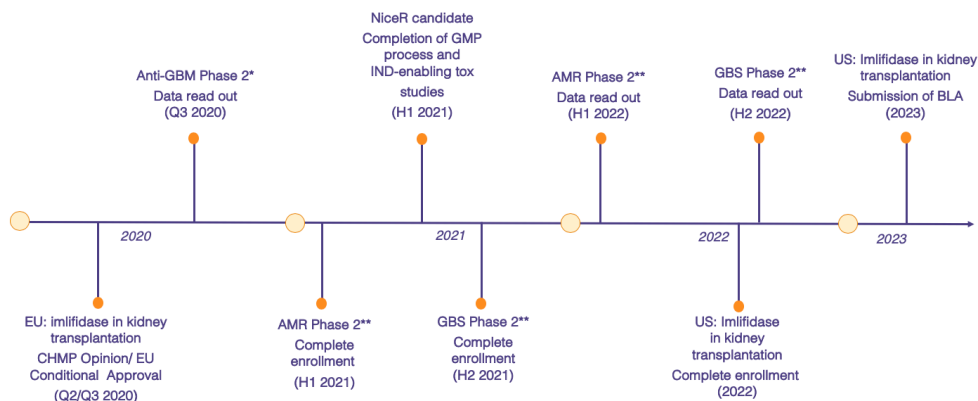 NiceR candidate
Completion of GMP
process and
IND-enabling tox
studies
(H1 2021)
Anti-GBM Phase 2*
Data read out
(Q3 2020)
AMR Phase 2**
Data read out
(H1 2022)
GBS Phase 2**
Data read out
(H2 2022)
US: Imlifidase in kidney
transplantation
Submission of BLA
(2023)
2020
2021
2022
2023
EU: imlifidase in kidney
transplantation
CHMP Opinion/ EU
Conditional Approval
(Q2/Q3 2020)
AMR Phase 2**
Complete
enrollment
(H1 2021)
GBS Phase 2**
Complete
enrollment
(H2 2021)
US: Imlifidase
in kidney
transplantation
Complete enrollment
(2022)